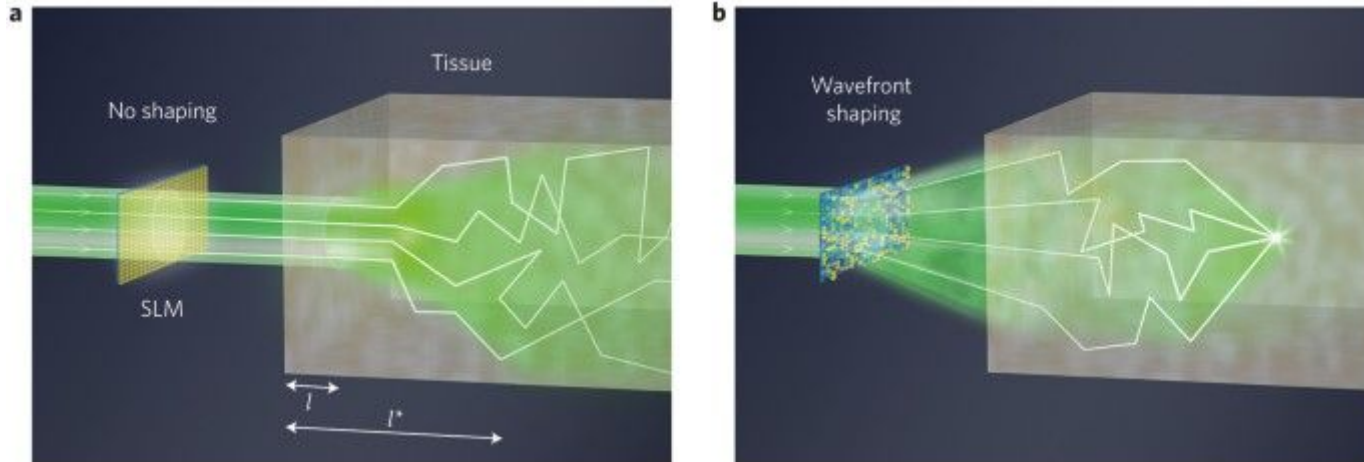 a
Tissue
No shaping
SLM
l
l*
b
Wavefront
shaping